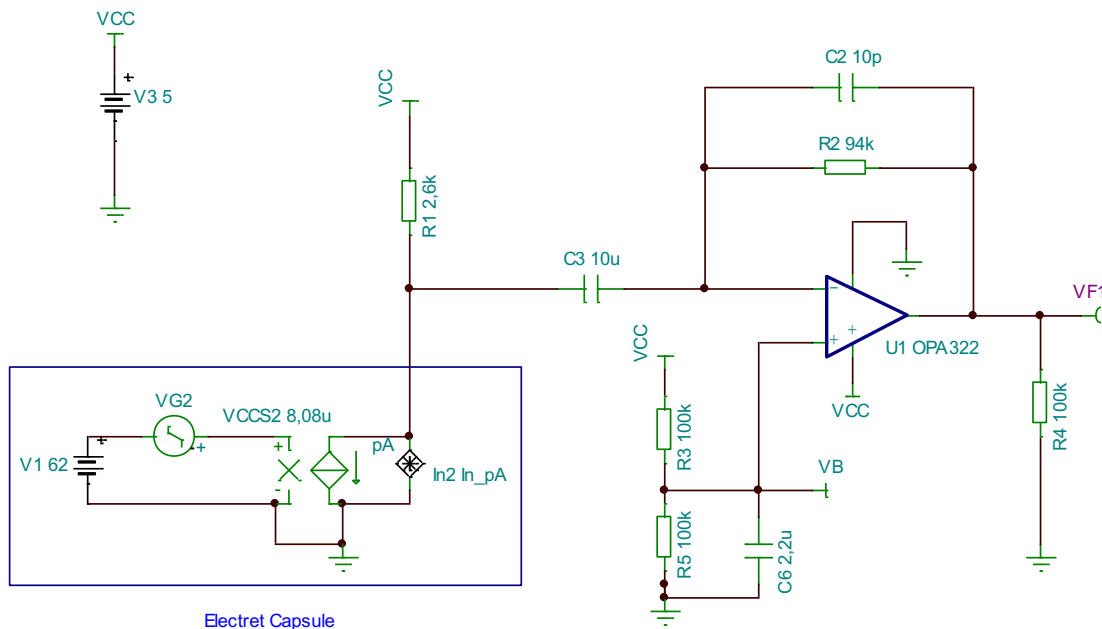 VCC
V3 5
VCC
R1 2,6k
C2 10p
R2 94k
C3 10u
U1 OPA322
VCC
VF1
R4 100k
VCC
R3 100k
VB
R5 100k
C6 2,2u
VG2
VCCS2 8,08u
V1 62
pA
In2 In_pA
Electret Capsule